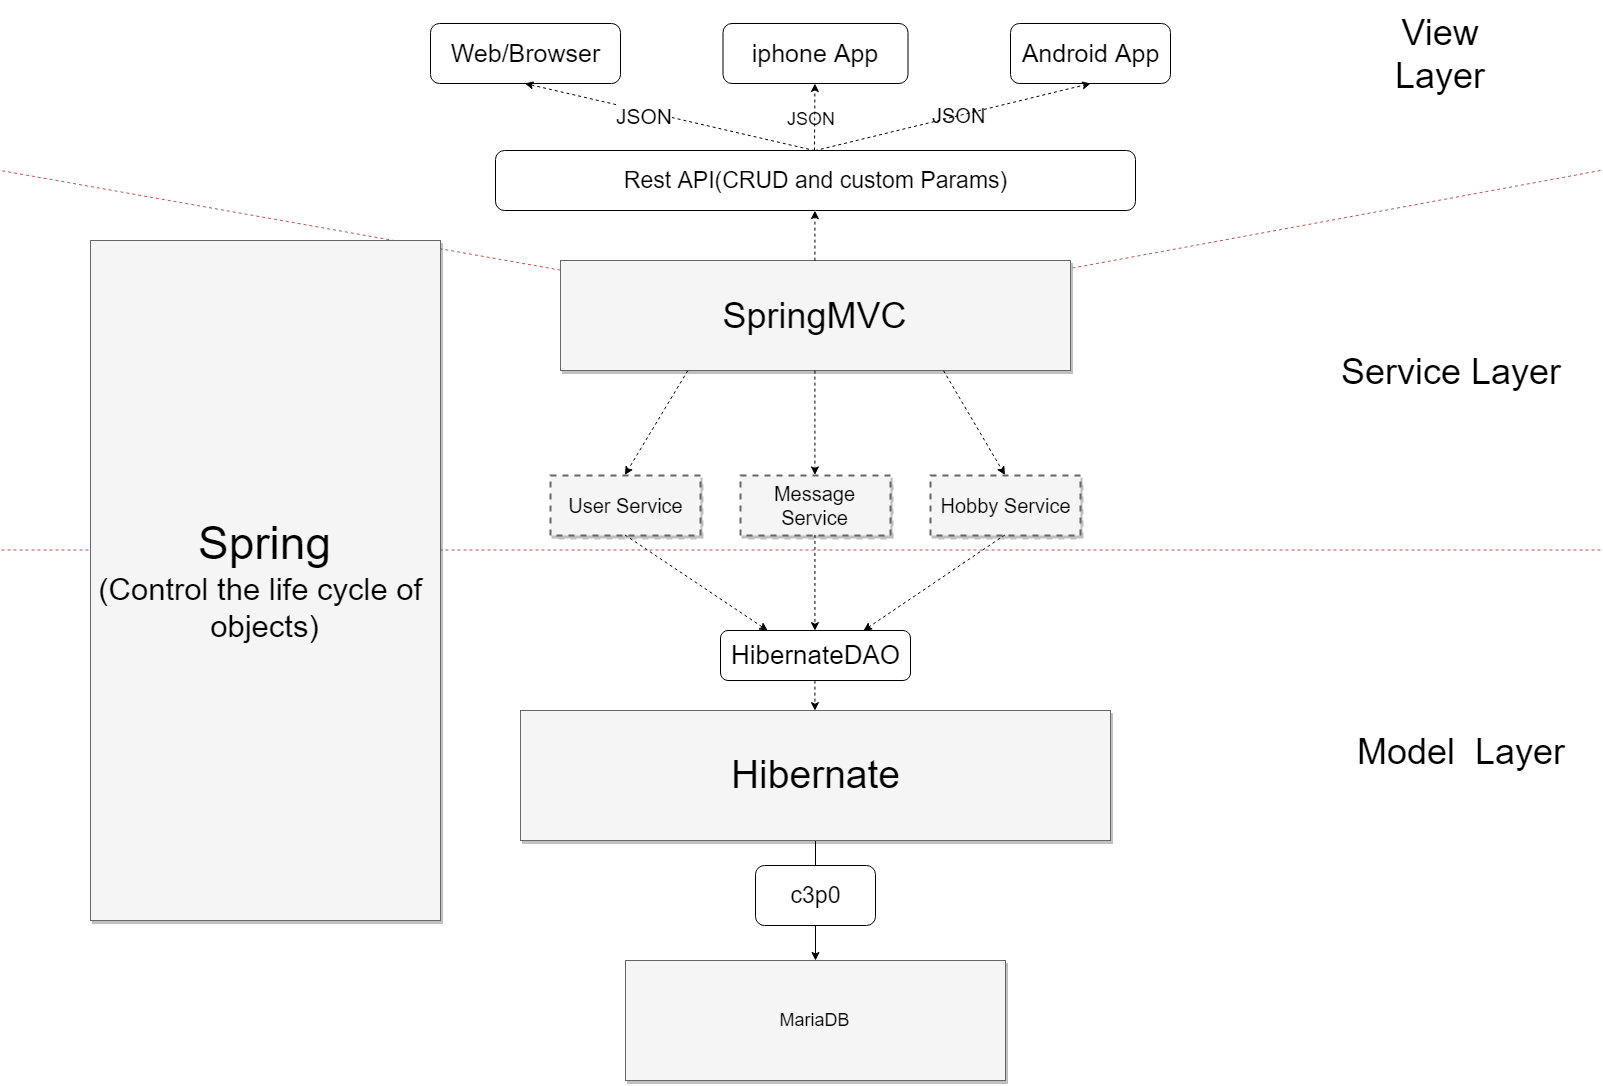 Web/Browser
iphone App
Android App
View
Layer
JSON
JSON
JSON
Rest API(CRUD and custom Params)
SpringMVC
Service Layer
User Service
Message
Service
Hobby Service
Spring
(Control the life cycle of
objects)
HibernateDAO
Hibernate
Model  Layer
c3p0
MariaDB